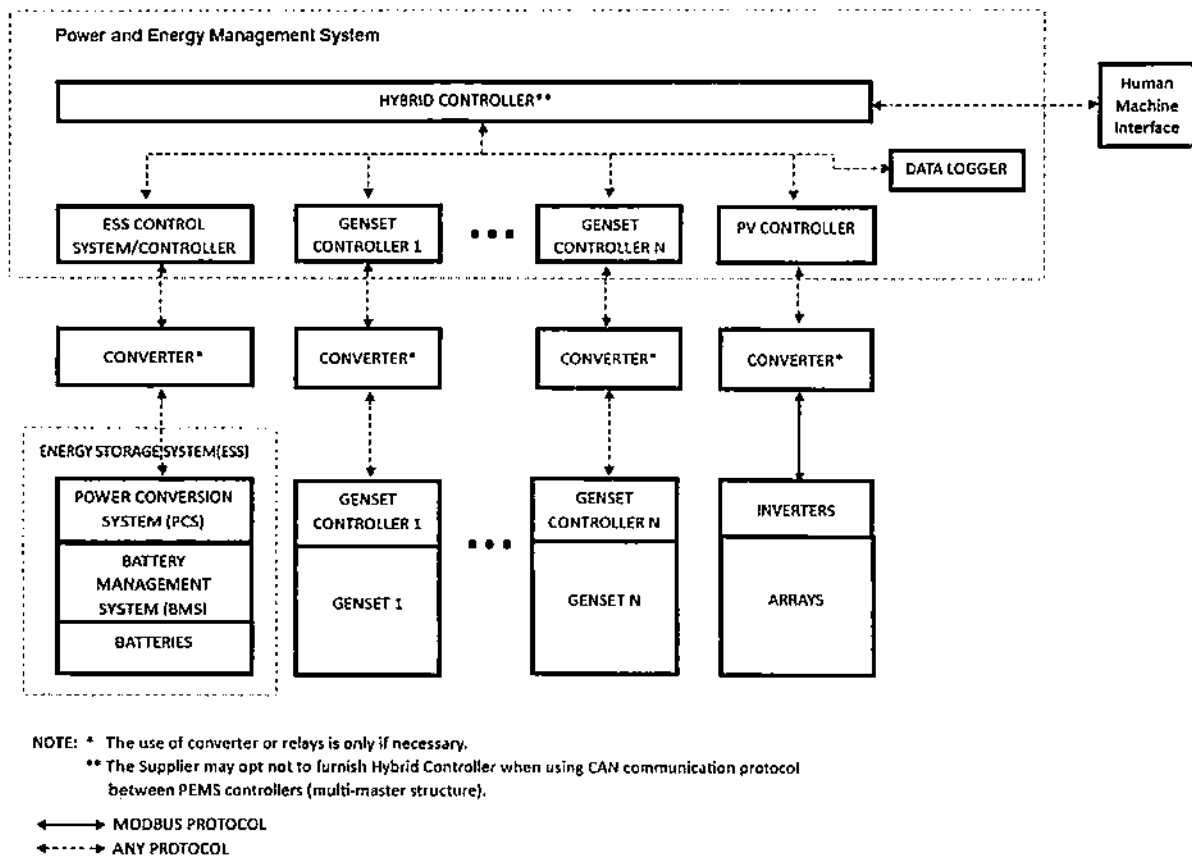 Power and Energy Management System
HYBRID CONTROLLER**
Human
Machine
Interface
DATA LOGGER
ESS CONTROL
SYSTEM/CONTROLLER
GENSET
CONTROLLER 1
GENSET
CONTROLLER N
PV CONTROLLER
CONVERTER*
CONVERTER*
CONVERTER*
CONVERTER*
ENERGY STORAGE SYSTEM(ESS)
POWER CONVERSION
SYSTEM (PCS)
BATTERY
MANAGEMENT
SYSTEM (BMS)
BATTERIES
GENSET
CONTROLLER 1
GENSET 1
GENSET
CONTROLLER N
GENSET N
INVERTERS
ARRAYS
NOTE: * The use of converter or relays is only if necessary.
** The Supplier may opt not to furnish Hybrid Controller when using CAN communication protocol
between PEMS controllers (multi-master structure).
MODBUS PROTOCOL
ANY PROTOCOL